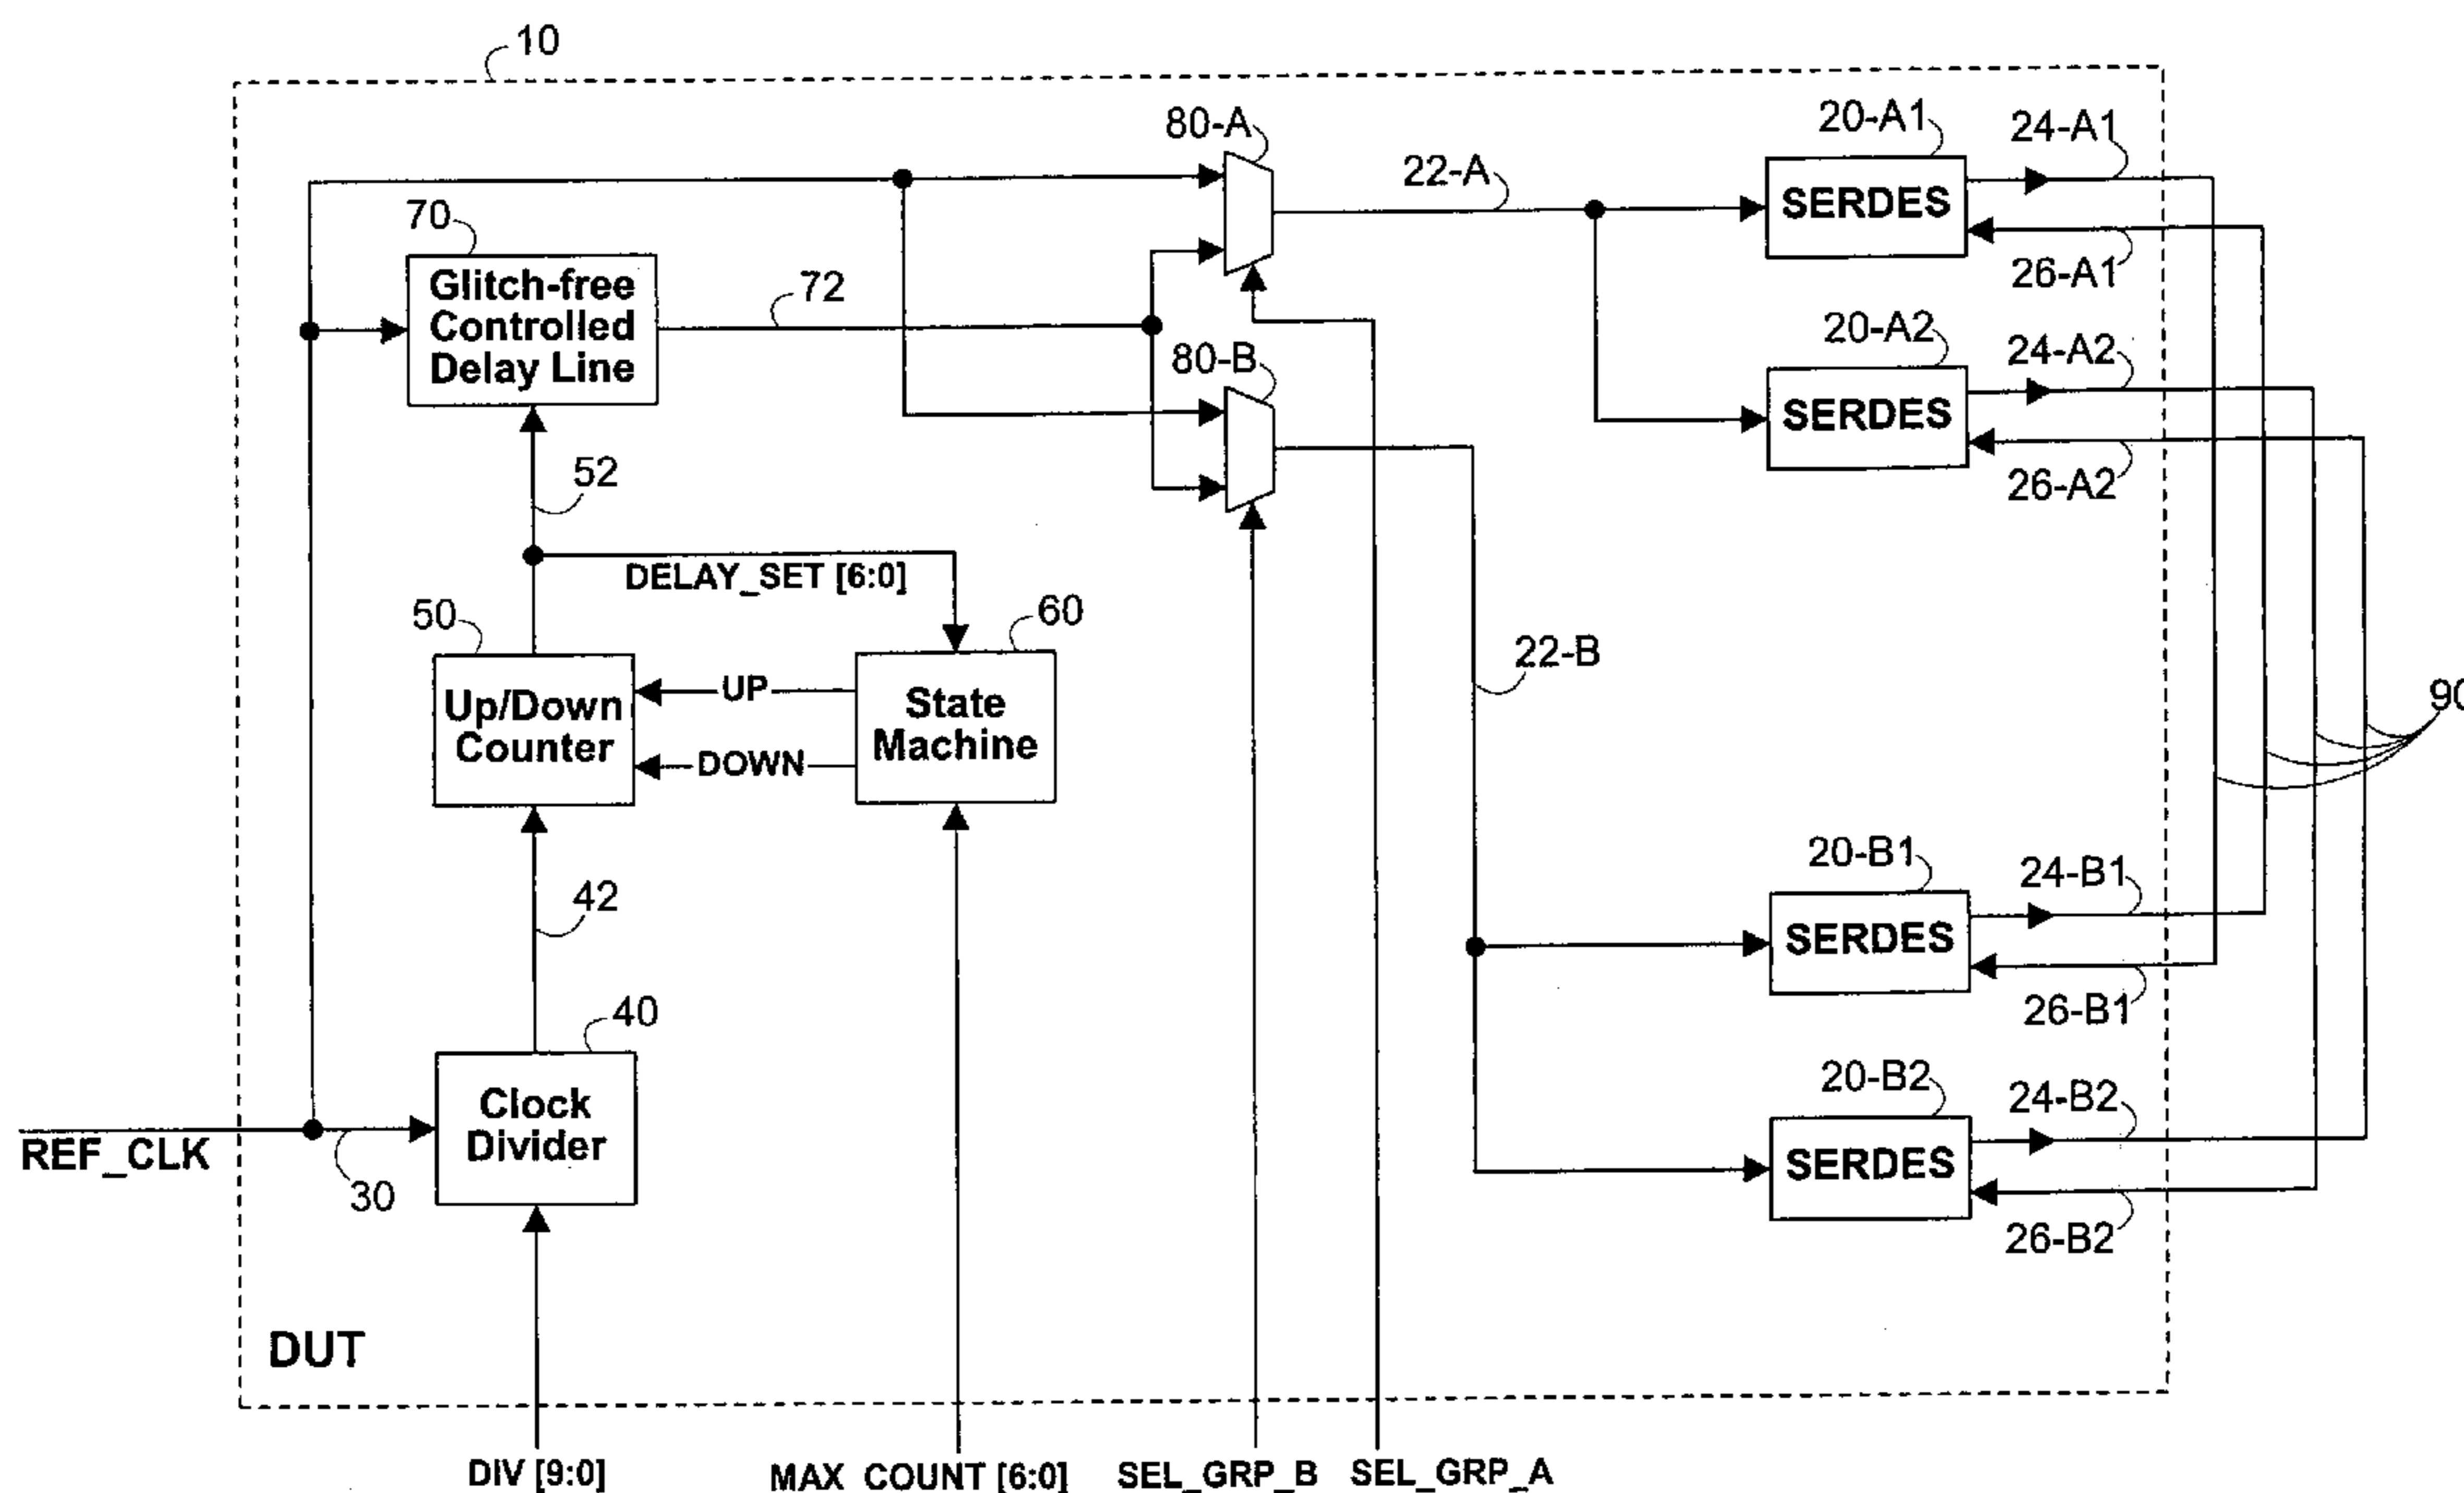 10
80-A
20-A1
24-A1
22-A
SERDES
70
26-A1
Glitch-free
Controlled
Delay Line
72
20-A2
24-A2
80-B
SERDES
52
26-A2
DELAY_SET [6:0]
50
60
22-B
UP
Up/Down
Counter
State
Machine
90
DOWN
20-B1
24-B1
42
SERDES
26-B1
40
20-B2
24-B2
Clock
Divider
REF_CLK
30
SERDES
26-B2
DUT
DIV [9:0]
MAX_COUNT [6:0]
SEL_GRP_B
SEL_GRP_A